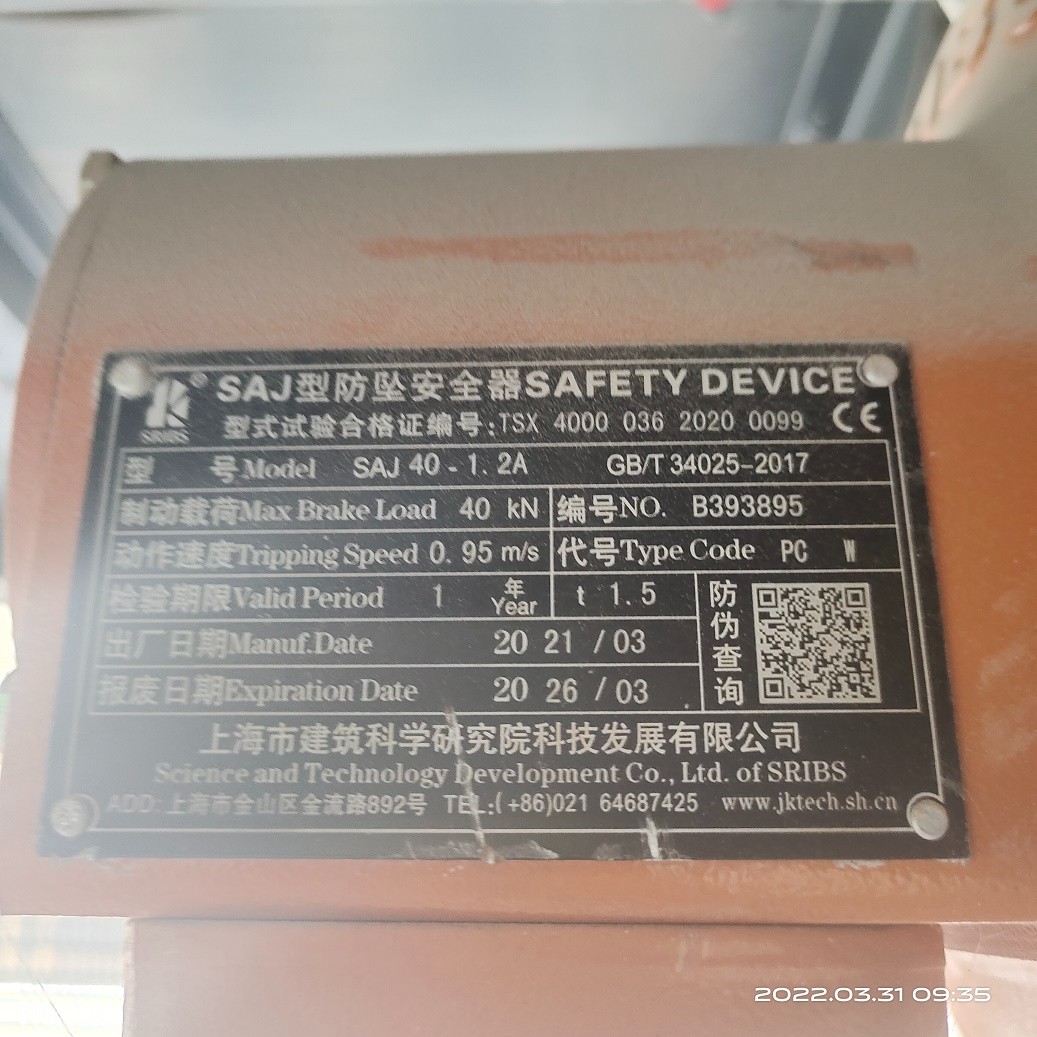 SAJ型防坠安全器SAFETY DEVICE
SRIBS
型式试验合格证编号:TSX 4000 036 2020 0099 CE
型 号Model SAJ 40 - 1. 2A GB/T 34025-2017
制动载荷Max Brake Load 40 kN 编号NO. B393895
动作速度Tripping Speed 0. 95 m/s 代号Type Code PC W
检验期限Valid Period 1 年 Year t 1.5
出厂日期Manuf.Date 20 21 / 03
报废日期Expiration Date 20 26 / 03
防伪查询
上海市建筑科学研究院科技发展有限公司
Science and Technology Development Co., Ltd. of SRIBS
ADD:上海市金山区金流路892号 TEL:(+86)021 64687425 www.jktech.sh.cn
2022.03.31 09:35